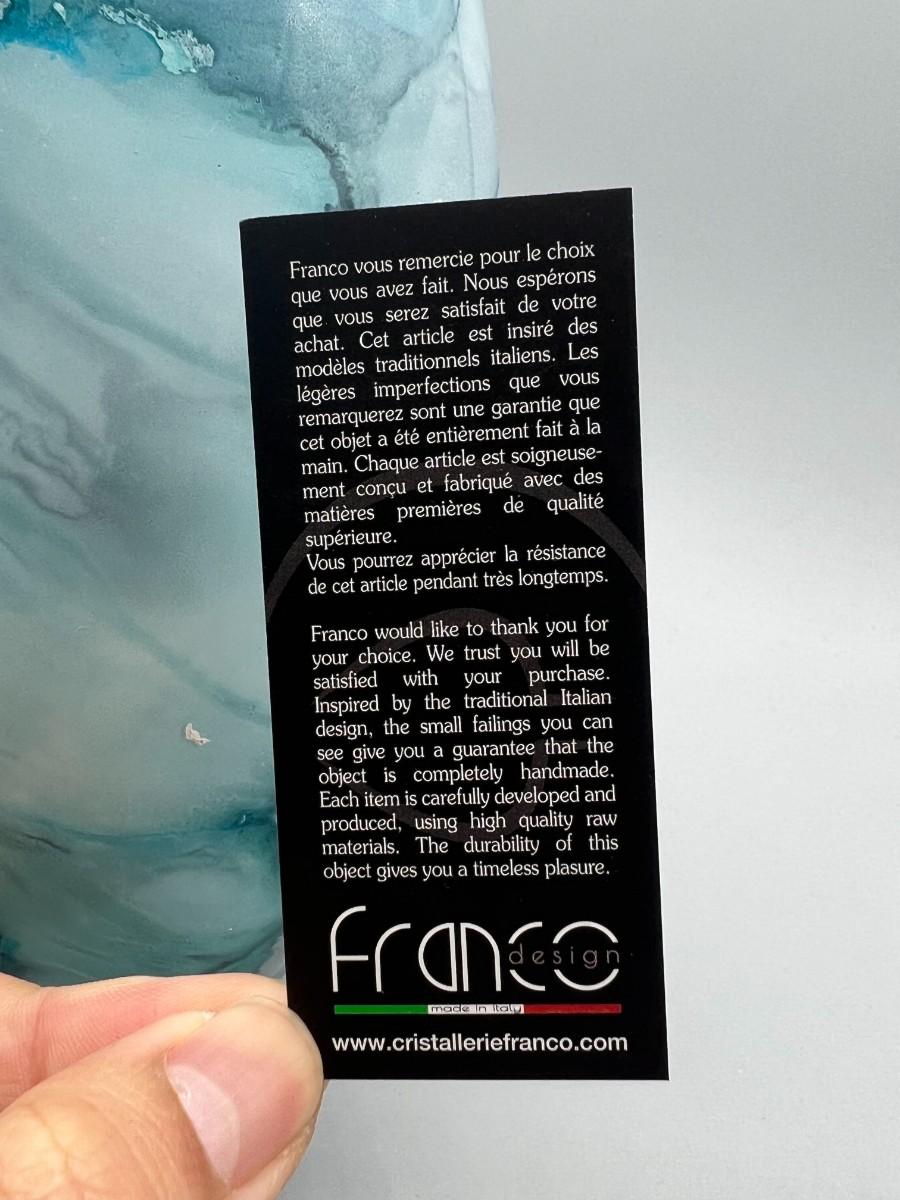 Franco vous remercie pour le choix
que vous avez fait. Nous espérons
que vous serez satisfait de votre
achat. Cet article est insiré des
modèles traditionnels italiens. Les
légères imperfections que vous
remarquerez sont une garantie que
cet objet a été entièrement fait à la
main. Chaque article est soigneuse-
ment conçu et fabriqué avec des
matières premières de qualité
supérieure.
Vous pourrez apprécier la résistance
de cet article pendant très longtemps.
Franco would like to thank you for
your choice. We trust you will be
satisfied with your purchase.
Inspired by the traditional Italian
design, the small failings you can
see give you a guarantee that the
object is completely handmade.
Each item is carefully developed and
produced, using high quality raw
materials. The durability of this
object gives you a timeless plasure.
Franco
design
made in Italy
www.cristalleriefranco.com